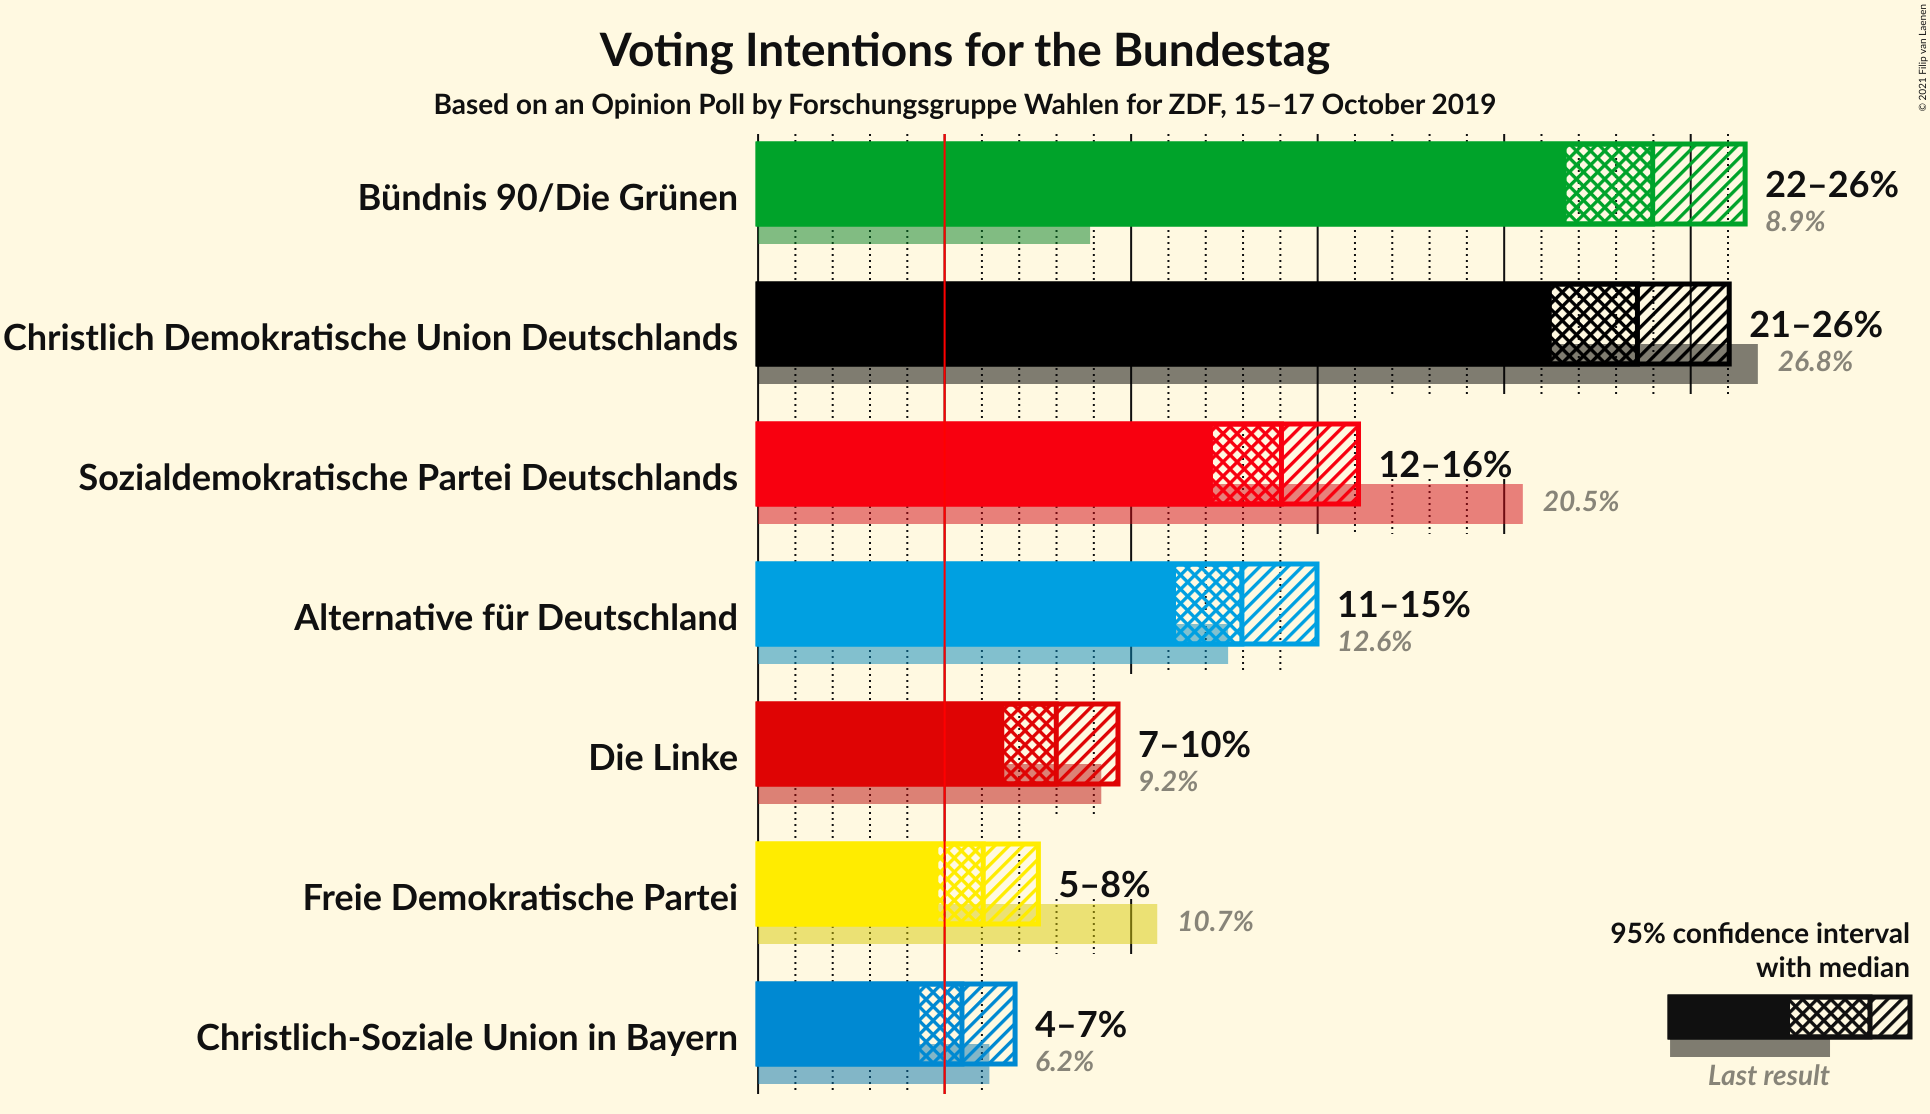 Voting Intentions for the Bundestag
Based on an Opinion Poll by Forschungsgruppe Wahlen for ZDF, 15–17 October 2019
© 2021 Filip van Laenen
Bündnis 90/Die Grünen
22–26%
8.9%
Christlich Demokratische Union Deutschlands
21–26%
26.8%
Sozialdemokratische Partei Deutschlands
12–16%
20.5%
Alternative für Deutschland
11–15%
12.6%
Die Linke
7–10%
9.2%
Freie Demokratische Partei
5–8%
10.7%
Christlich-Soziale Union in Bayern
4–7%
6.2%
95% confidence interval
with median
Last result